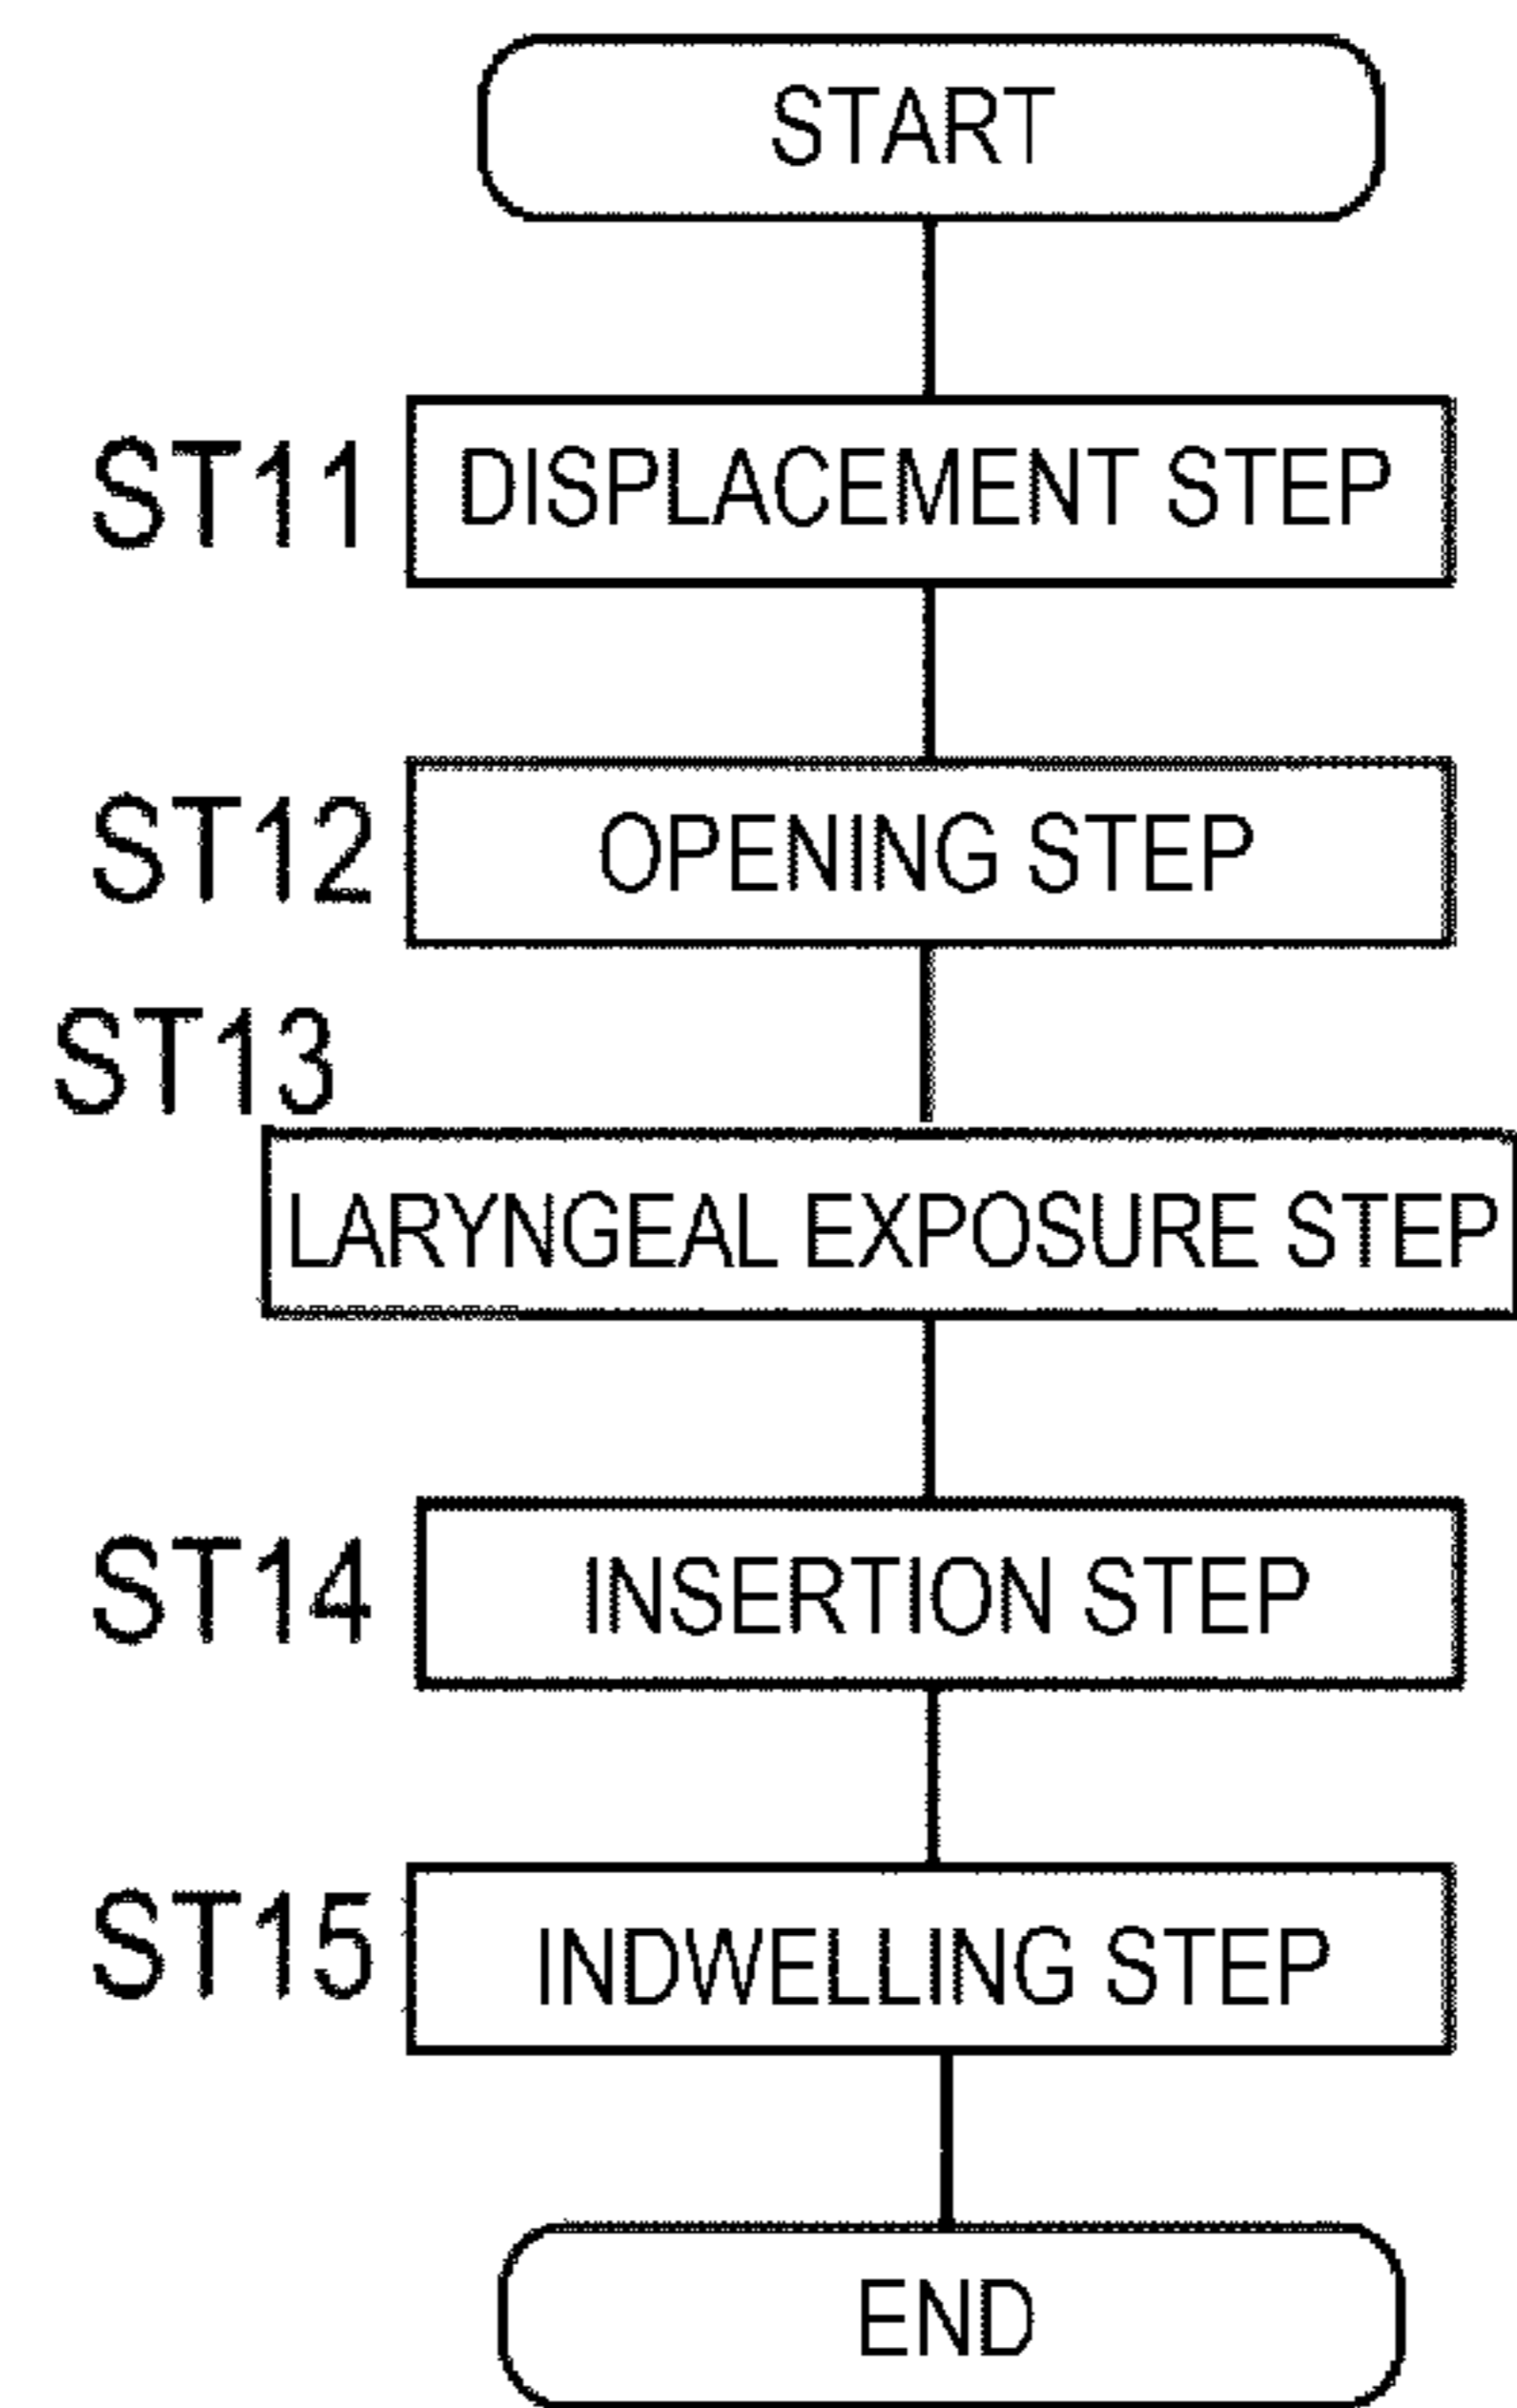 START
ST11 DISPLACEMENT STEP
ST12 OPENING STEP
ST13
LARYNGEAL EXPOSURE STEP
ST14 INSERTION STEP
ST15 INDWELLING STEP
END